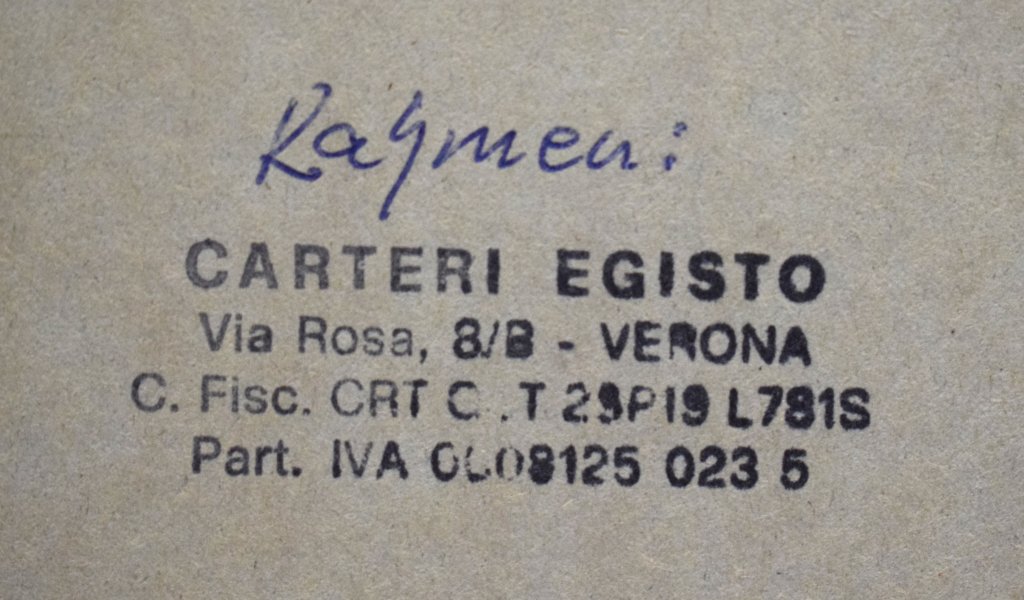 CARTERI EGISTO
Via Rosa, 8/B - VERONA
C. Fisc. CRT L781S
Part. IVA 023 5